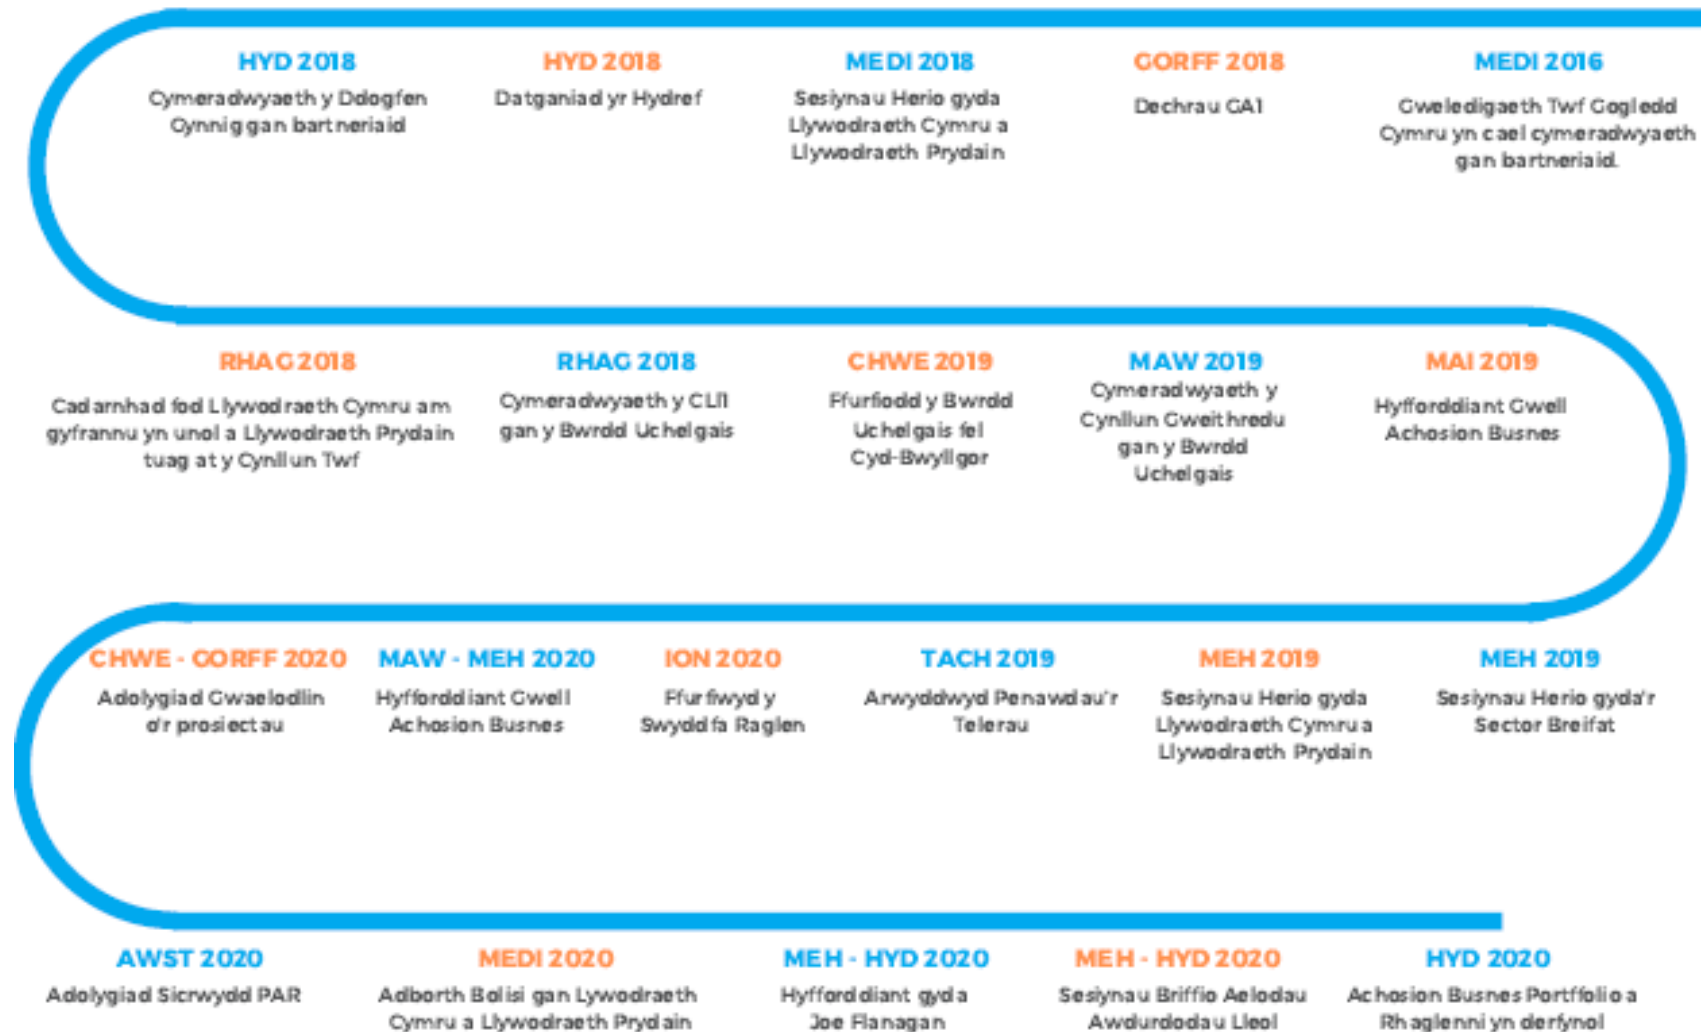 HYD 2018
Cymeradwyaeth y Ddogfen
Cynnig gan bartneriaid
HYD 2018
Datganiad yr Hydref
MEDI 2018
Sesiynau Herio gyda
Llywodraeth Cymru a
Llywodraeth Prydain
GORFF 2018
Dechrau GA1
MEDI 2016
Gweledigaeth Twf Gogledd
Cymru yn cael cymeradwyaeth
gan bartneriaid.
RHAG 2018
Cadarnhad fod Llywodraeth Cymru am
gyfrannu yn unol a Llywodraeth Prydain
tuag at y Cynllun Twf
RHAG 2018
Cymeradwyaeth y CLl1
gan y Bwrdd Uchelgais
CHWE 2019
Ffurfiodd y Bwrdd
Uchelgais fel
Cyd-Bwyllgor
MAW 2019
Cymeradwyaeth y
Cynllun Gweithredu
gan y Bwrdd
Uchelgais
MAI 2019
Hyfforddiant Gwell
Achosion Busnes
CHWE - GORFF 2020
Adolygiad Gwaelodlin
o'r prosiectau
MAW - MEH 2020
Hyfforddiant Gwell
Achosion Busnes
ION 2020
Ffurfiwyd y
Swyddfa Raglen
TACH 2019
Arwyddwyd Penawdau'r
Telerau
MEH 2019
Sesiynau Herio gyda
Llywodraeth Cymru a
Llywodraeth Prydain
MEH 2019
Sesiynau Herio gyda'r
Sector Breifat
AWST 2020
Adolygiad Sicrwydd PAR
MEDI 2020
Adborth Bolisi gan Lywodraeth
Cymru a Llywodraeth Prydain
MEH - HYD 2020
Hyfforddiant gyda
Joe Flanagan
MEH - HYD 2020
Sesiynau Briffio Aelodau
Awdurdodau Lleol
HYD 2020
Achosion Busnes Portffolio a
Rhaglenni yn derfynol